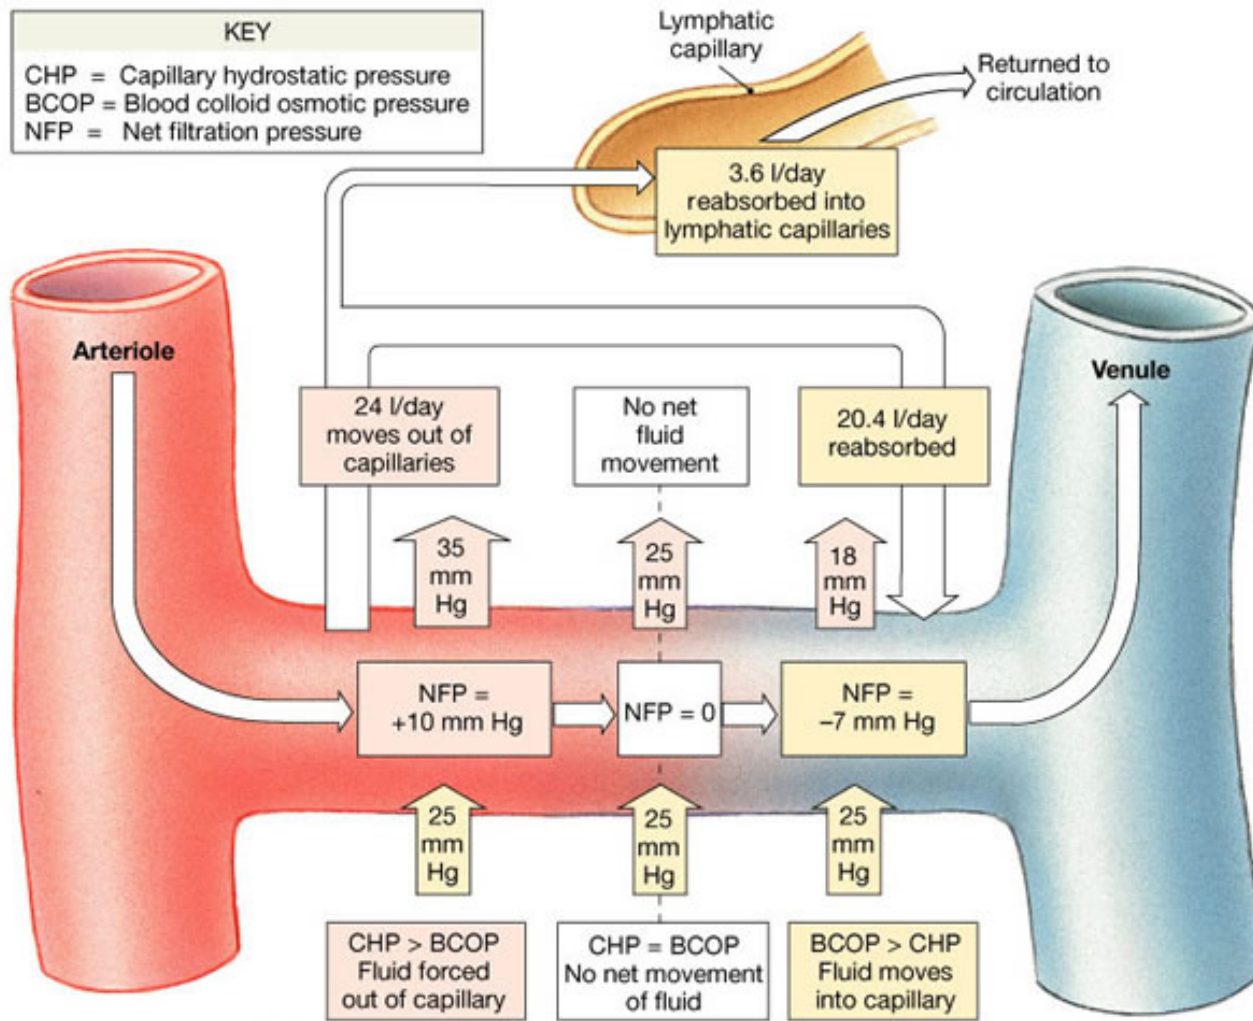 KEY
CHP = Capillary hydrostatic pressure
BCOP = Blood colloid osmotic pressure
NFP = Net filtration pressure
Lymphatic
capillary
Returned to
circulation
3.6 l/day
reabsorbed into
lymphatic capillaries
Arteriole
Venule
24 l/day
moves out of
capillaries
No net
fluid
movement
20.4 l/day
reabsorbed
35
mm
Hg
25
mm
Hg
18
mm
Hg
NFP =
+10 mm Hg
NFP = 0
NFP =
–7 mm Hg
25
mm
Hg
25
mm
Hg
25
mm
Hg
CHP > BCOP
Fluid forced
out of capillary
CHP = BCOP
No net movement
of fluid
BCOP > CHP
Fluid moves
into capillary